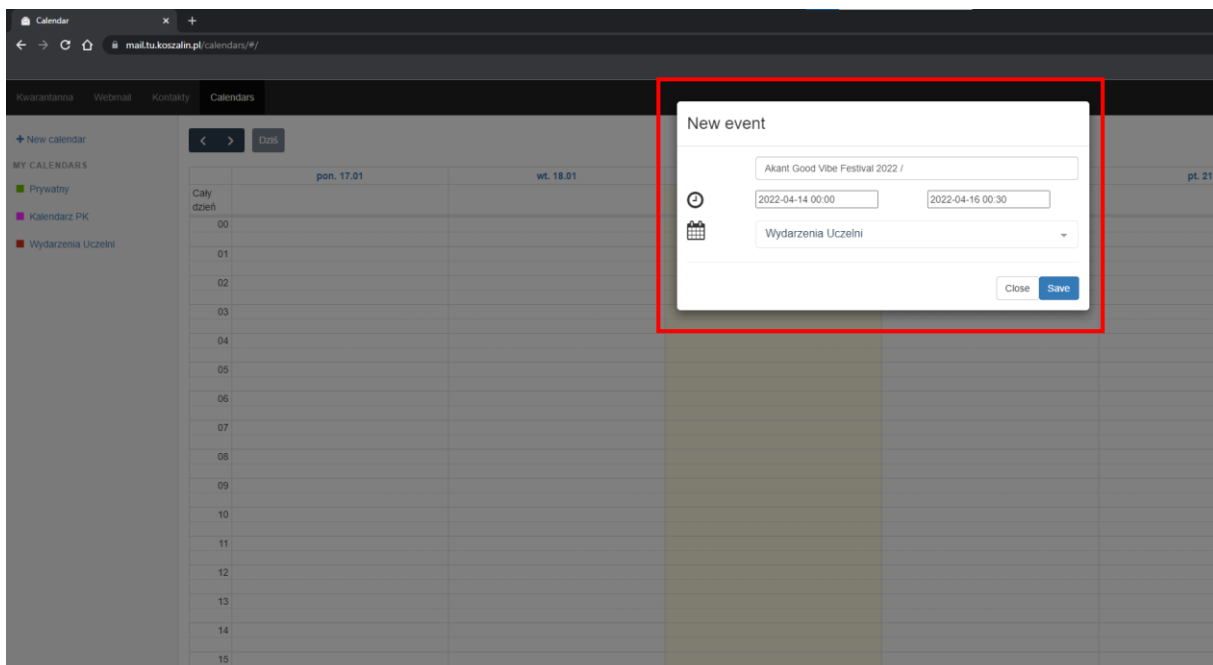 Calendar
mail.tu.koszalin.pl/calendars/#/
Kwarantanna Webmail Kontakty Calendars
+ New calendar
MY CALENDARS
Prywatny
Kalendarz PK
Wydarzenia Uczelni
Dziś
pon. 17.01 wt. 18.01 pt. 21
Cały
dzień
00
01
02
03
04
05
06
07
08
09
10
11
12
13
14
15
New event
Akant Good Vibe Festival 2022 /
2022-04-14 00:00 2022-04-16 00:30
Wydarzenia Uczelni
Close Save